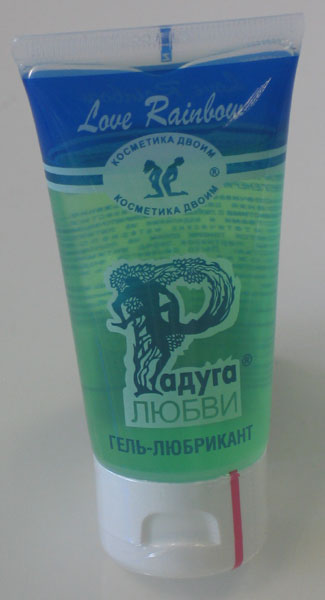 Love Rainbow
КОСМЕТИКА ДВОИМ
®
КОСМЕТИКА ДВОИМ
Радуга®
ЛЮБВИ
ГЕЛЬ-ЛЮБРИКАНТ